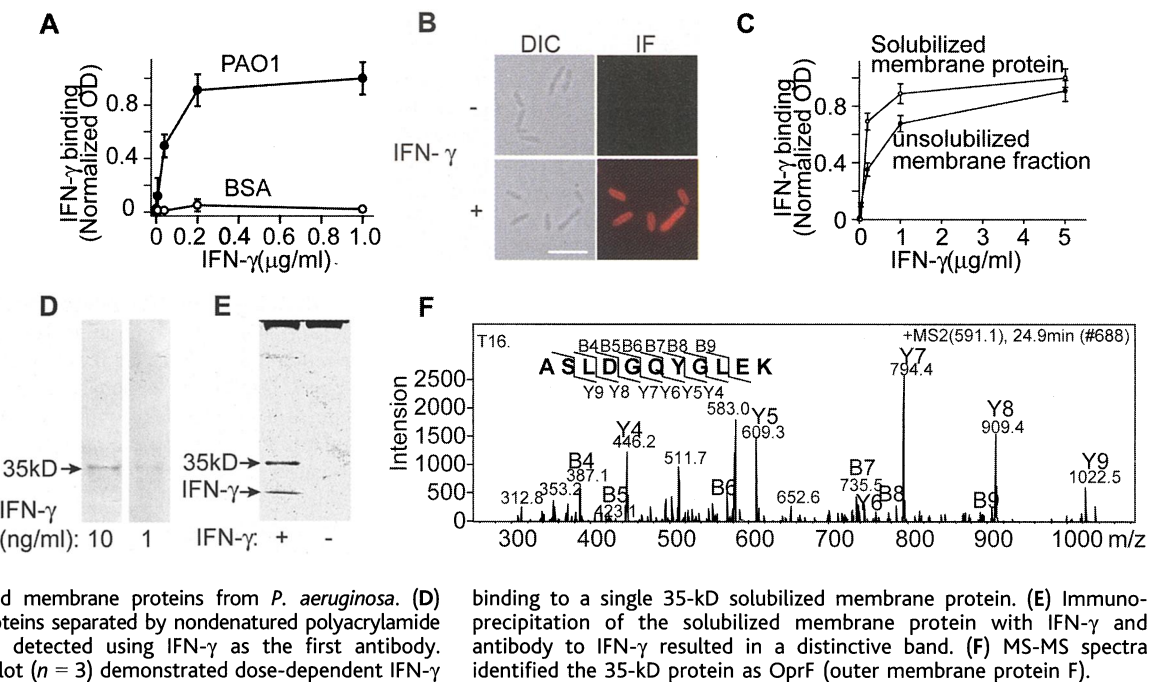 A
PAO1
BSA
IFN-γ binding
(Normalized OD)
0.8
0.4
0
0 0.2 0.4 0.6 0.8 1.0
IFN-γ(μg/ml)
B
DIC IF
-
IFN- γ
+
C
Solubilized
membrane protein
unsolubilized
membrane fraction
IFN-γ binding
(Normalized OD)
0.8
0.4
0
0 1 2 3 4 5
IFN-γ(μg/ml)
D
35kD
IFN-γ
(ng/ml): 10 1
E
35kD
IFN-γ
IFN-γ: + -
F
T16.
+MS2(591.1), 24.9min (#688)
B4 B5 B6 B7 B8 B9
A S L D G Q Y G L E K
Y9 Y8 Y7 Y6 Y5 Y4
Intension
2500
2000
1500
1000
500
0
312.8
353.2
B4
387.1
B5
Y4
446.2
511.7
B6
583.0
Y5
609.3
652.6
B7
735.5
Y6
B8
Y7
794.4
B9
Y8
909.4
Y9
1022.5
300 400 500 600 700 800 900 1000 m/z
d membrane proteins from P. aeruginosa. (D)
oteins separated by nondenatured polyacrylamide
detected using IFN-γ as the first antibody.
lot (n = 3) demonstrated dose-dependent IFN-γ
binding to a single 35-kD solubilized membrane protein. (E) Immuno-
precipitation of the solubilized membrane protein with IFN-γ and
antibody to IFN-γ resulted in a distinctive band. (F) MS-MS spectra
identified the 35-kD protein as OprF (outer membrane protein F).